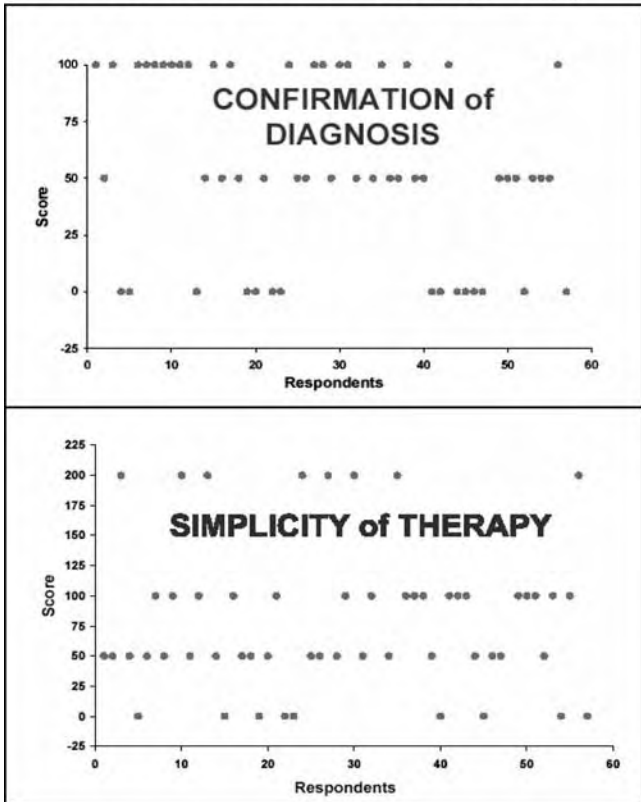 100
CONFIRMATION of
DIAGNOSIS
75
Score
50
25
0
-25
0 10 20 30 40 50 60
Respondents
225
200
175
SIMPLICITY of THERAPY
150
125
Score
100
75
50
25
0
-25
0 10 20 30 40 50 60
Respondents